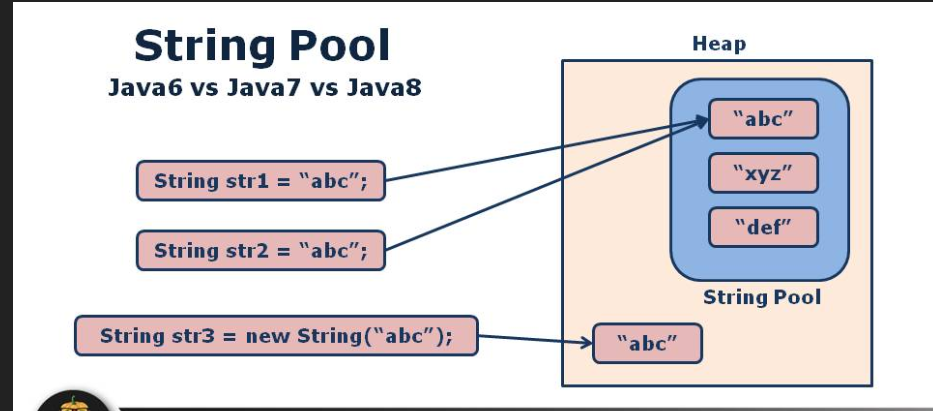 String Pool
Java6 vs Java7 vs Java8
Heap
String str1 = “abc”;
String str2 = “abc”;
String str3 = new String(“abc”);
“abc”
“xyz”
“def”
String Pool
“abc”